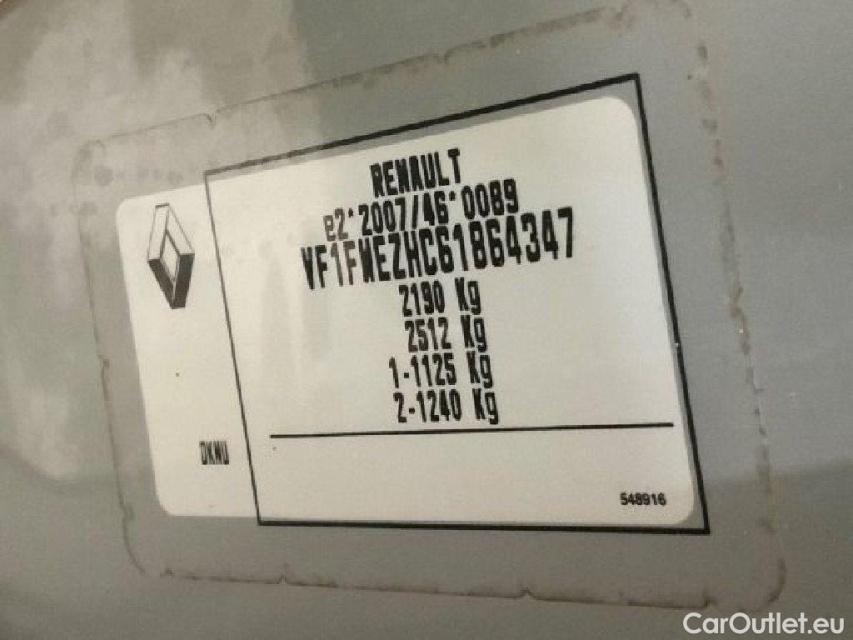 RENAULT
e2*2007/46*0089
VF1FWEZHC61864347
2190 Kg
2512 Kg
1-1125 Kg
2-1240 Kg
DKNU
548916
CarOutlet.eu